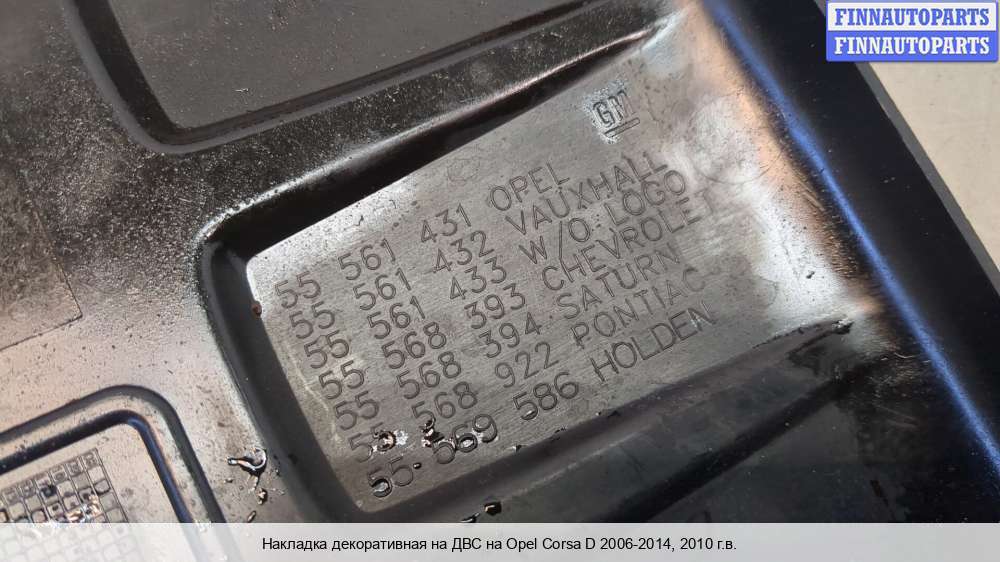 FINNAUTOPARTS
FINNAUTOPARTS
GM
55 561 431 OPEL
55 561 432 VAUXHALL
55 561 433 W/O LOGO
55 568 393 CHEVROLET
55 568 394 SATURN
55 568 922 PONTIAC
55 569 586 HOLDEN
Накладка декоративная на ДВС на Opel Corsa D 2006-2014, 2010 г.в.